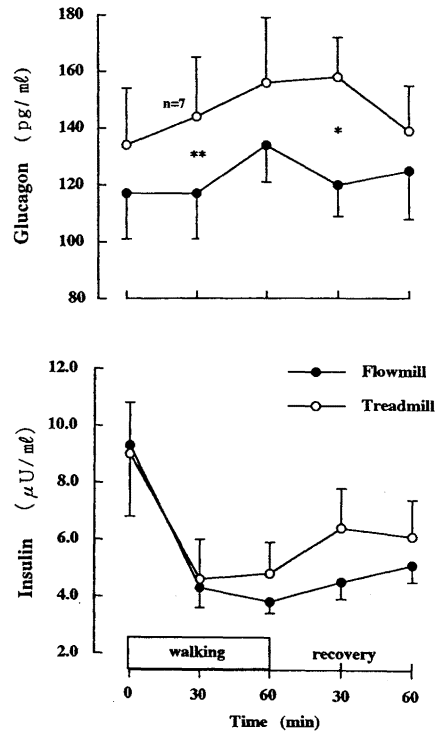 180
160
140
120
100
80
Glucagon (pg/㎖)
n=7
**
*
12.0
10.0
8.0
6.0
4.0
2.0
Insulin (μU/㎖)
Flowmill
Treadmill
walking
recovery
0 30 60 30 60
Time (min)